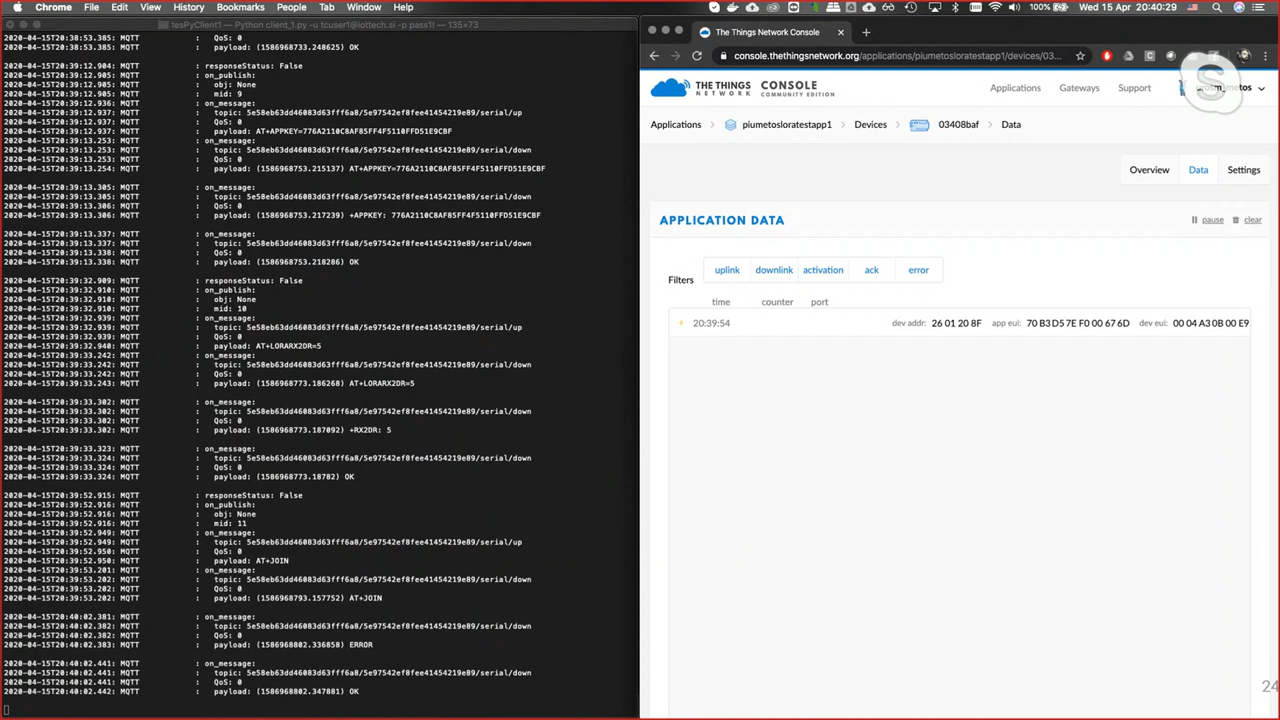 Chrome File Edit View History Bookmarks People Tab Window Help 100% Wed 15 Apr 20:40:29
tesPyClient1 — Python client_1.py -u tcuser1@iottech.si -p pass1! — 135×73
2020-04-15T20:38:53.385: MQTT : QoS: 0
2020-04-15T20:38:53.385: MQTT : payload: (1586968733.248625) OK
2020-04-15T20:39:12.904: MQTT : responseStatus: False
2020-04-15T20:39:12.905: MQTT : on_publish:
2020-04-15T20:39:12.905: MQTT : obj: None
2020-04-15T20:39:12.905: MQTT : mid: 9
2020-04-15T20:39:12.936: MQTT : on_message:
2020-04-15T20:39:12.937: MQTT : topic: 5e58eb63dd46083d63fff6a8/5e97542ef8fee41454219e89/serial/up
2020-04-15T20:39:12.937: MQTT : QoS: 0
2020-04-15T20:39:12.937: MQTT : payload: AT+APPKEY=776A2110C8AF85FF4F5110FFD51E9CBF
2020-04-15T20:39:13.253: MQTT : on_message:
2020-04-15T20:39:13.253: MQTT : topic: 5e58eb63dd46083d63fff6a8/5e97542ef8fee41454219e89/serial/down
2020-04-15T20:39:13.253: MQTT : QoS: 0
2020-04-15T20:39:13.254: MQTT : payload: (1586968753.215137) AT+APPKEY=776A2110C8AF85FF4F5110FFD51E9CBF
2020-04-15T20:39:13.305: MQTT : on_message:
2020-04-15T20:39:13.305: MQTT : topic: 5e58eb63dd46083d63fff6a8/5e97542ef8fee41454219e89/serial/down
2020-04-15T20:39:13.306: MQTT : QoS: 0
2020-04-15T20:39:13.306: MQTT : payload: (1586968753.217239) +APPKEY: 776A2110C8AF85FF4F5110FFD51E9CBF
2020-04-15T20:39:13.337: MQTT : on_message:
2020-04-15T20:39:13.337: MQTT : topic: 5e58eb63dd46083d63fff6a8/5e97542ef8fee41454219e89/serial/down
2020-04-15T20:39:13.338: MQTT : QoS: 0
2020-04-15T20:39:13.338: MQTT : payload: (1586968753.218286) OK
2020-04-15T20:39:32.909: MQTT : responseStatus: False
2020-04-15T20:39:32.910: MQTT : on_publish:
2020-04-15T20:39:32.910: MQTT : obj: None
2020-04-15T20:39:32.910: MQTT : mid: 10
2020-04-15T20:39:32.939: MQTT : on_message:
2020-04-15T20:39:32.939: MQTT : topic: 5e58eb63dd46083d63fff6a8/5e97542ef8fee41454219e89/serial/up
2020-04-15T20:39:32.939: MQTT : QoS: 0
2020-04-15T20:39:32.940: MQTT : payload: AT+LORARX2DR=5
2020-04-15T20:39:33.242: MQTT : on_message:
2020-04-15T20:39:33.242: MQTT : topic: 5e58eb63dd46083d63fff6a8/5e97542ef8fee41454219e89/serial/down
2020-04-15T20:39:33.242: MQTT : QoS: 0
2020-04-15T20:39:33.243: MQTT : payload: (1586968773.186268) AT+LORARX2DR=5
2020-04-15T20:39:33.302: MQTT : on_message:
2020-04-15T20:39:33.302: MQTT : topic: 5e58eb63dd46083d63fff6a8/5e97542ef8fee41454219e89/serial/down
2020-04-15T20:39:33.302: MQTT : QoS: 0
2020-04-15T20:39:33.302: MQTT : payload: (1586968773.187092) +RX2DR: 5
2020-04-15T20:39:33.323: MQTT : on_message:
2020-04-15T20:39:33.323: MQTT : topic: 5e58eb63dd46083d63fff6a8/5e97542ef8fee41454219e89/serial/down
2020-04-15T20:39:33.324: MQTT : QoS: 0
2020-04-15T20:39:33.324: MQTT : payload: (1586968773.18782) OK
2020-04-15T20:39:52.915: MQTT : responseStatus: False
2020-04-15T20:39:52.916: MQTT : on_publish:
2020-04-15T20:39:52.916: MQTT : obj: None
2020-04-15T20:39:52.916: MQTT : mid: 11
2020-04-15T20:39:52.949: MQTT : on_message:
2020-04-15T20:39:52.949: MQTT : topic: 5e58eb63dd46083d63fff6a8/5e97542ef8fee41454219e89/serial/up
2020-04-15T20:39:52.950: MQTT : QoS: 0
2020-04-15T20:39:52.950: MQTT : payload: AT+JOIN
2020-04-15T20:39:53.201: MQTT : on_message:
2020-04-15T20:39:53.202: MQTT : topic: 5e58eb63dd46083d63fff6a8/5e97542ef8fee41454219e89/serial/down
2020-04-15T20:39:53.202: MQTT : QoS: 0
2020-04-15T20:39:53.202: MQTT : payload: (1586968793.157752) AT+JOIN
2020-04-15T20:40:02.381: MQTT : on_message:
2020-04-15T20:40:02.382: MQTT : topic: 5e58eb63dd46083d63fff6a8/5e97542ef8fee41454219e89/serial/down
2020-04-15T20:40:02.382: MQTT : QoS: 0
2020-04-15T20:40:02.383: MQTT : payload: (1586968802.336858) ERROR
2020-04-15T20:40:02.441: MQTT : on_message:
2020-04-15T20:40:02.441: MQTT : topic: 5e58eb63dd46083d63fff6a8/5e97542ef8fee41454219e89/serial/down
2020-04-15T20:40:02.441: MQTT : QoS: 0
2020-04-15T20:40:02.442: MQTT : payload: (1586968802.347881) OK
The Things Network Console
console.thethingsnetwork.org/applications/piumetosloratestapp1/devices/03...
THE THINGS NETWORK CONSOLE COMMUNITY EDITION
Applications Gateways Support
Applications piumetosloratestapp1 Devices 03408baf Data
Overview Data Settings
APPLICATION DATA pause clear
Filters uplink downlink activation ack error
time counter port
20:39:54 dev addr: 26 01 20 8F app eui: 70 B3 D5 7E F0 00 67 6D dev eui: 00 04 A3 0B 00 E9
24